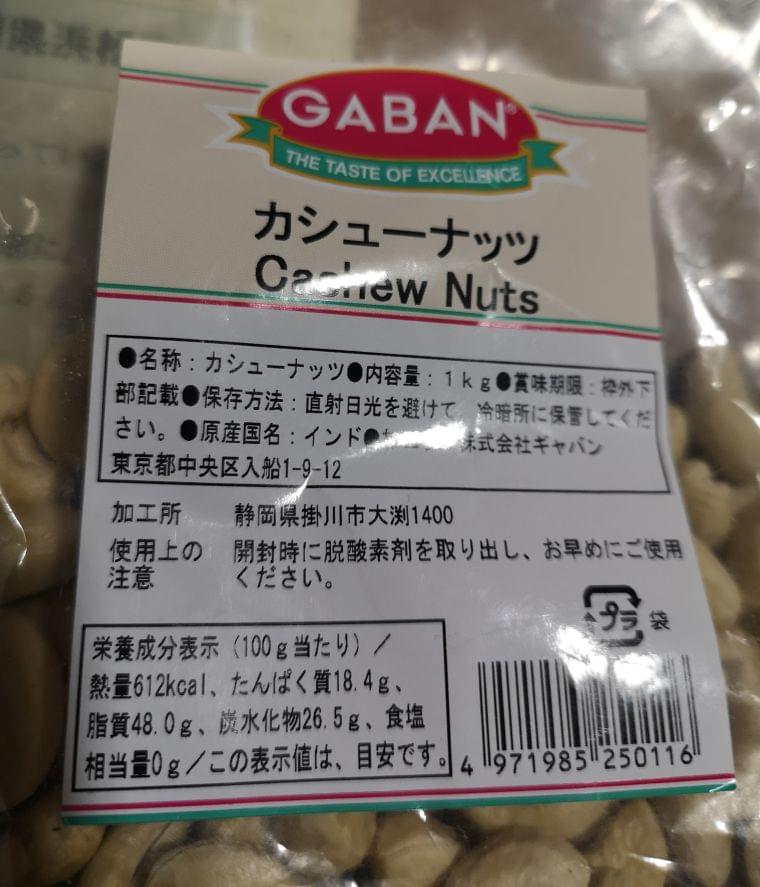 GABAN®
THE TASTE OF EXCELLENCE
カシューナッツ
Cashew Nuts
●名称：カシューナッツ●内容量：1kg●賞味期限：枠外下
部記載●保存方法：直射日光を避けて 冷暗所に保管してくだ
さい。●原産国名：インド● 株式会社ギャバン
東京都中央区入船1-9-12
加工所 静岡県掛川市大渕1400
使用上の 開封時に脱酸素剤を取り出し、お早めにご使用
注意 ください。
プラ 袋
栄養成分表示（100g当たり）／
熱量612kcal、たんぱく質18.4g、
脂質48.0g、炭水化物26.5g、食塩
相当量0g／この表示値は、目安です。
4 971985 250116